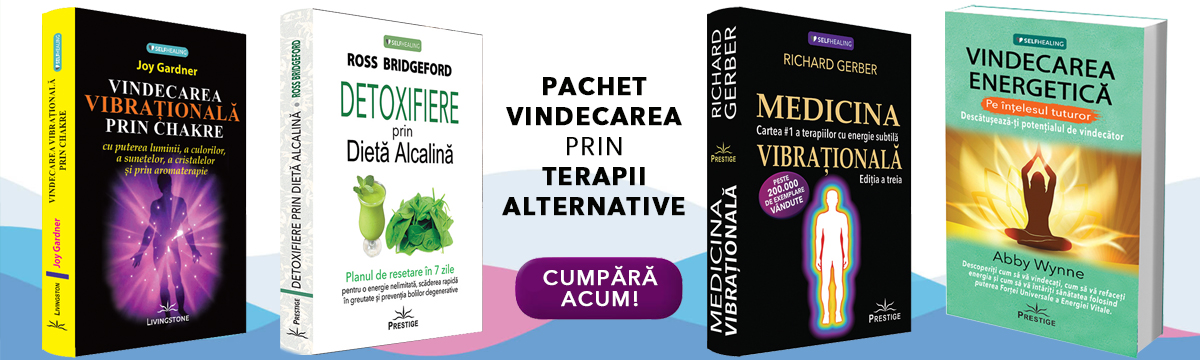 SELFHEALING
Joy Gardner
VINDECAREA
VIBRAȚIONALĂ
PRIN CHAKRE
cu puterea luminii, a culorilor,
a sunetelor, a cristalelor
și prin aromaterapie
LIVINGSTONE
SELFHEALING
VINDECAREA VIBRAȚIONALĂ
PRIN CHAKRE
Joy Gardner
LIVINGSTON
SELFHEALING
ROSS BRIDGEFORD
DETOXIFIERE
prin
Dietă Alcalină
Planul de resetare în 7 zile
pentru o energie nelimitată, scăderea rapidă
în greutate și prevenția bolilor degenerative
PRESTIGE
DETOXIFIERE PRIN DIETĂ ALCALINĂ • ROSS BRIDGEFORD
PRESTIGE
PACHET
VINDECAREA
PRIN
TERAPII
ALTERNATIVE
CUMPĂRĂ
ACUM!
RICHARD
GERBER
PRESTIGE
MEDICINA
VIBRAȚIONALĂ
SELFHEALING
RICHARD GERBER
MEDICINA
Cartea #1 a terapiilor cu energie subtilă
VIBRAȚIONALĂ
Ediția a treia
PESTE
200.000
DE EXEMPLARE
VÂNDUTE
PRESTIGE
SELFHEALING
VINDECAREA
ENERGETICĂ
Pe înțelesul tuturor
Descătușează-ți potențialul de vindecător
Abby Wynne
Descoperiți cum să vă vindecați, cum să vă refaceți
energia și cum să vă întăriți sănătatea folosind
puterea Forței Universale a Energiei Vitale.
PRESTIGE